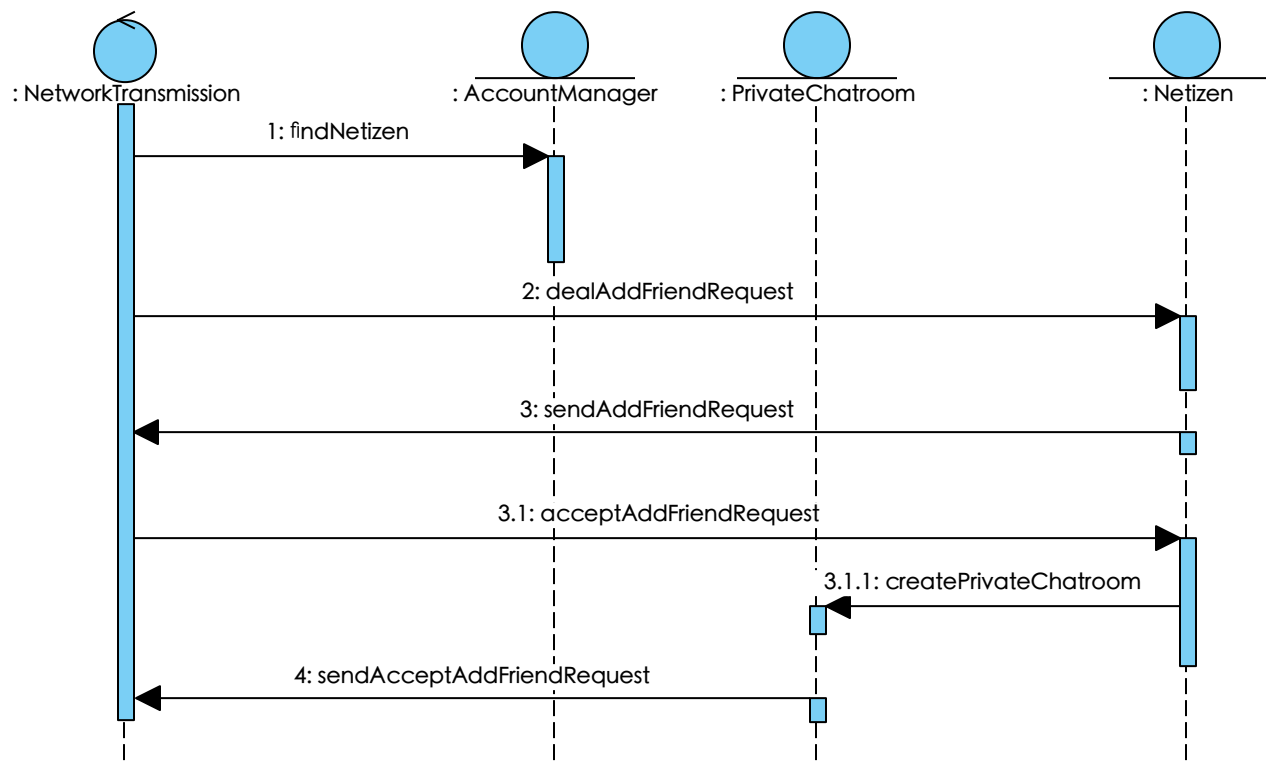 : NetworkTransmission
: AccountManager
: PrivateChatroom
: Netizen
1: findNetizen
2: dealAddFriendRequest
3: sendAddFriendRequest
3.1: acceptAddFriendRequest
3.1.1: createPrivateChatroom
4: sendAcceptAddFriendRequest